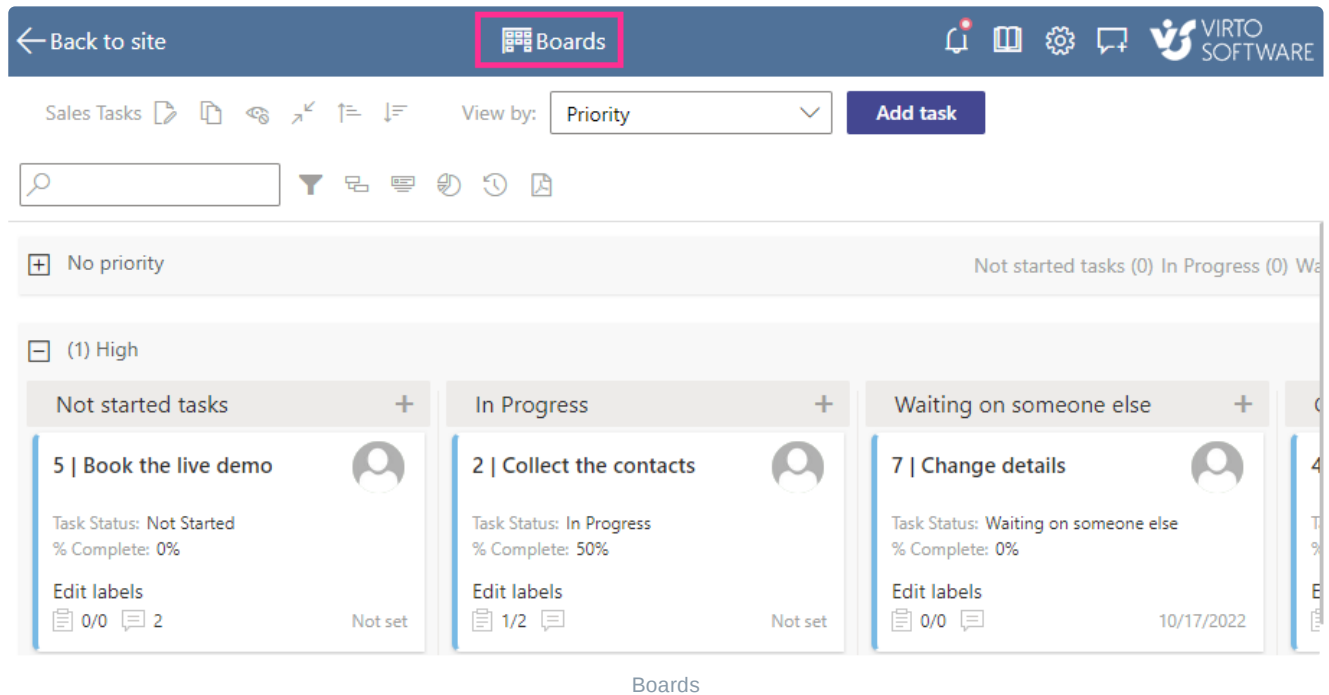 Back to site
Boards
VIRTO
SOFTWARE
Sales Tasks
View by: Priority
Add task
No priority
Not started tasks (0) In Progress (0) Wa
(1) High
Not started tasks +
In Progress +
Waiting on someone else +
5 | Book the live demo
Task Status: Not Started
% Complete: 0%
Edit labels
0/0 2 Not set
2 | Collect the contacts
Task Status: In Progress
% Complete: 50%
Edit labels
1/2 Not set
7 | Change details
Task Status: Waiting on someone else
% Complete: 0%
Edit labels
0/0 10/17/2022
Boards